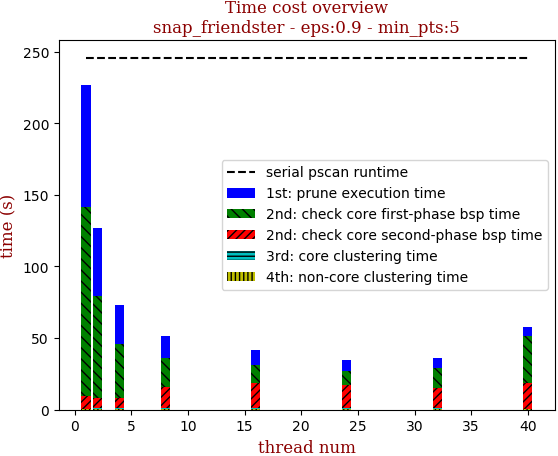 Time cost overview
snap_friendster - eps:0.9 - min_pts:5
time (s)
250
200
150
100
50
0
serial pscan runtime
1st: prune execution time
2nd: check core first-phase bsp time
2nd: check core second-phase bsp time
3rd: core clustering time
4th: non-core clustering time
0 5 10 15 20 25 30 35 40
thread num